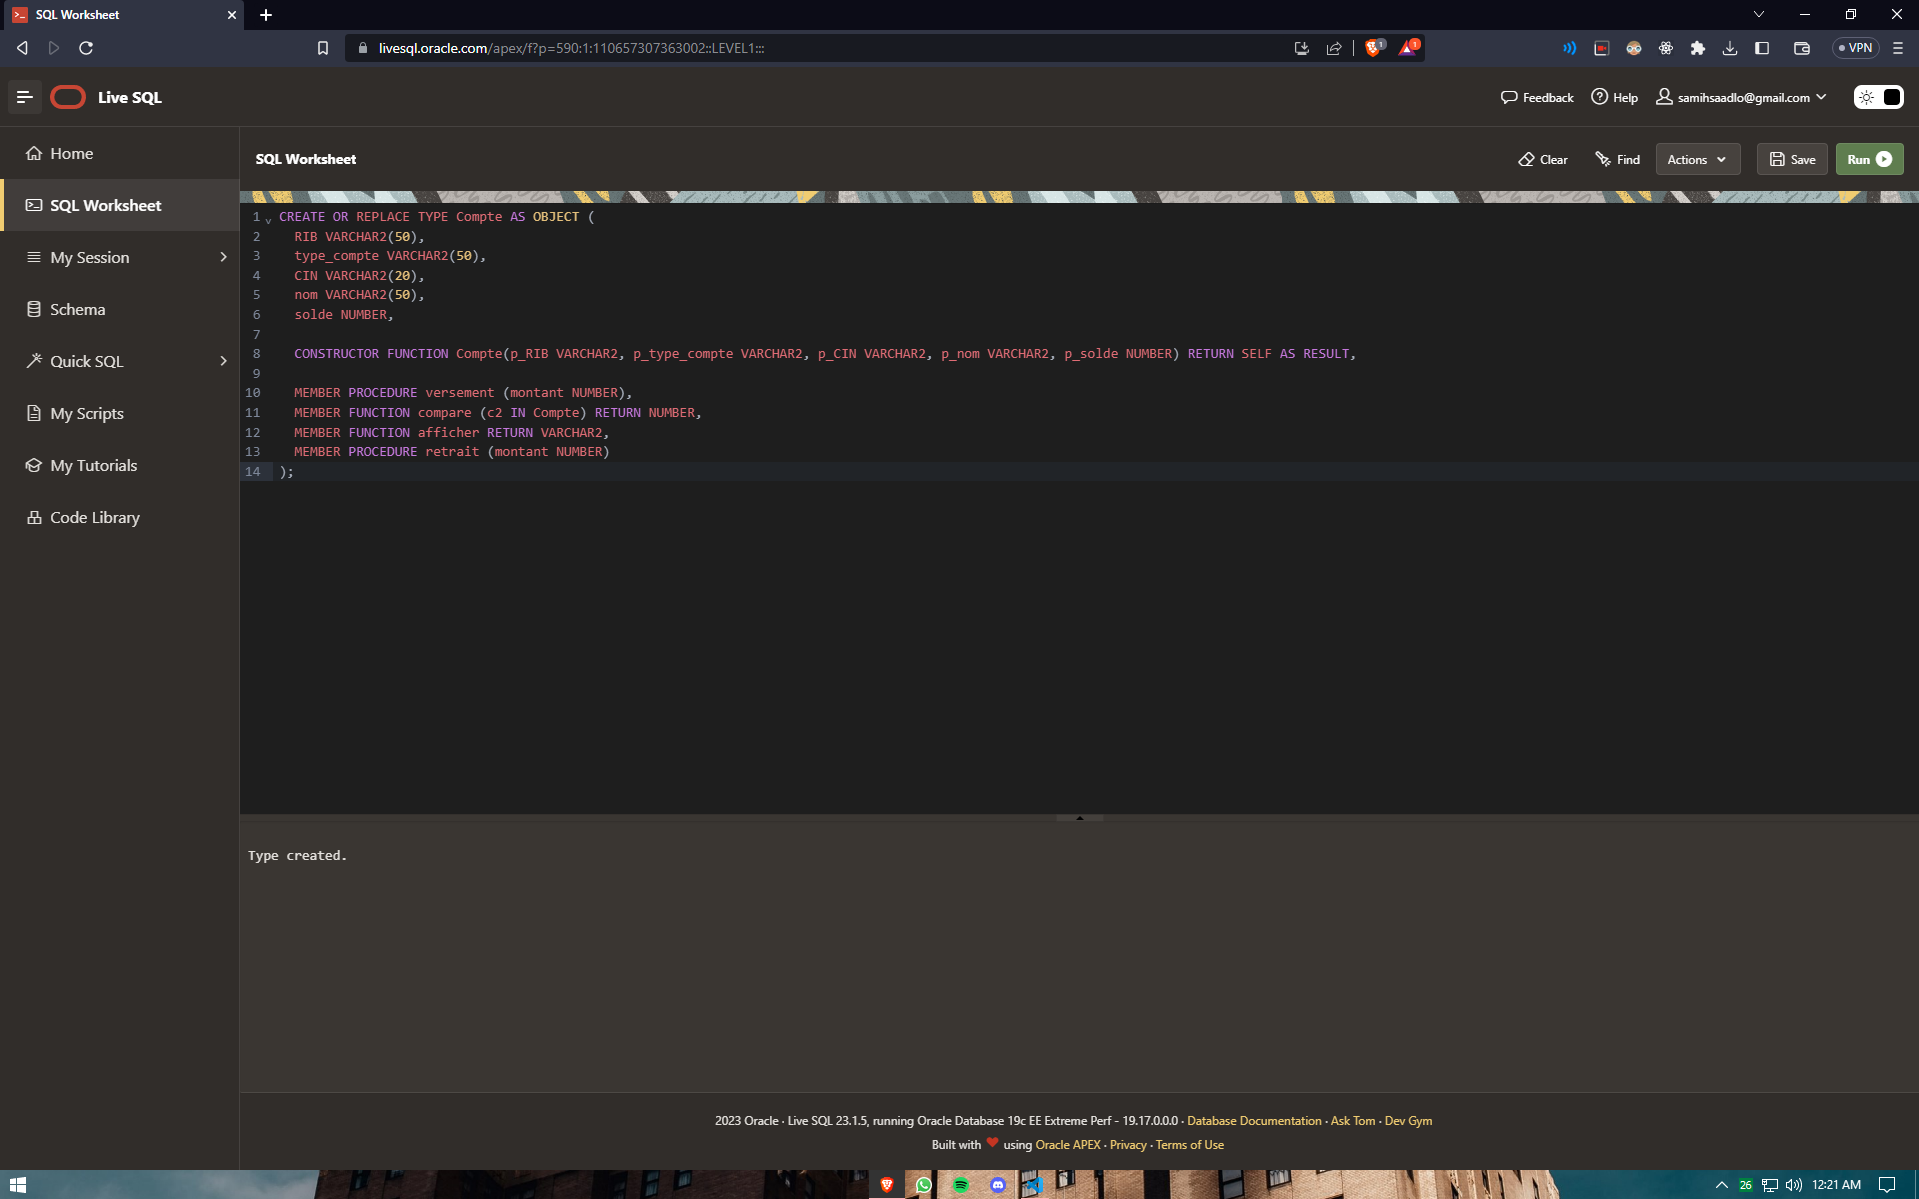 SQL Worksheet
livesql.oracle.com/apex/f?p=590:1:110657307363002::LEVEL1:::
1
1
VPN
Live SQL
Feedback
Help
samihsaadlo@gmail.com
Home
SQL Worksheet
My Session
Schema
Quick SQL
My Scripts
My Tutorials
Code Library
SQL Worksheet
Clear
Find
Actions
Save
Run
1 CREATE OR REPLACE TYPE Compte AS OBJECT (
2 RIB VARCHAR2(50),
3 type_compte VARCHAR2(50),
4 CIN VARCHAR2(20),
5 nom VARCHAR2(50),
6 solde NUMBER,
7
8 CONSTRUCTOR FUNCTION Compte(p_RIB VARCHAR2, p_type_compte VARCHAR2, p_CIN VARCHAR2, p_nom VARCHAR2, p_solde NUMBER) RETURN SELF AS RESULT,
9
10 MEMBER PROCEDURE versement (montant NUMBER),
11 MEMBER FUNCTION compare (c2 IN Compte) RETURN NUMBER,
12 MEMBER FUNCTION afficher RETURN VARCHAR2,
13 MEMBER PROCEDURE retrait (montant NUMBER)
14 );
Type created.
2023 Oracle · Live SQL 23.1.5, running Oracle Database 19c EE Extreme Perf - 19.17.0.0.0 · Database Documentation · Ask Tom · Dev Gym
Built with ❤ using Oracle APEX · Privacy · Terms of Use
26
12:21 AM